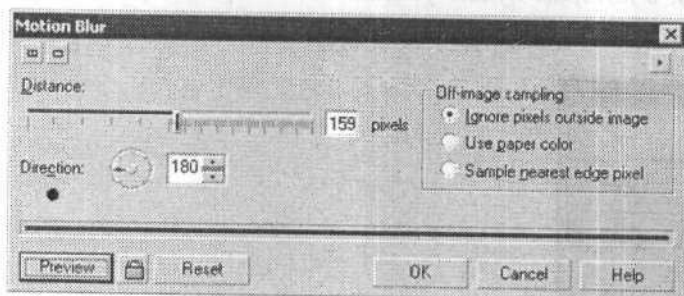 Motion Blur
Distance:
159 pixels
Direction:
180
Off-image sampling
Ignore pixels outside image
Use paper color
Sample nearest edge pixel
Preview
Reset
OK
Cancel
Help